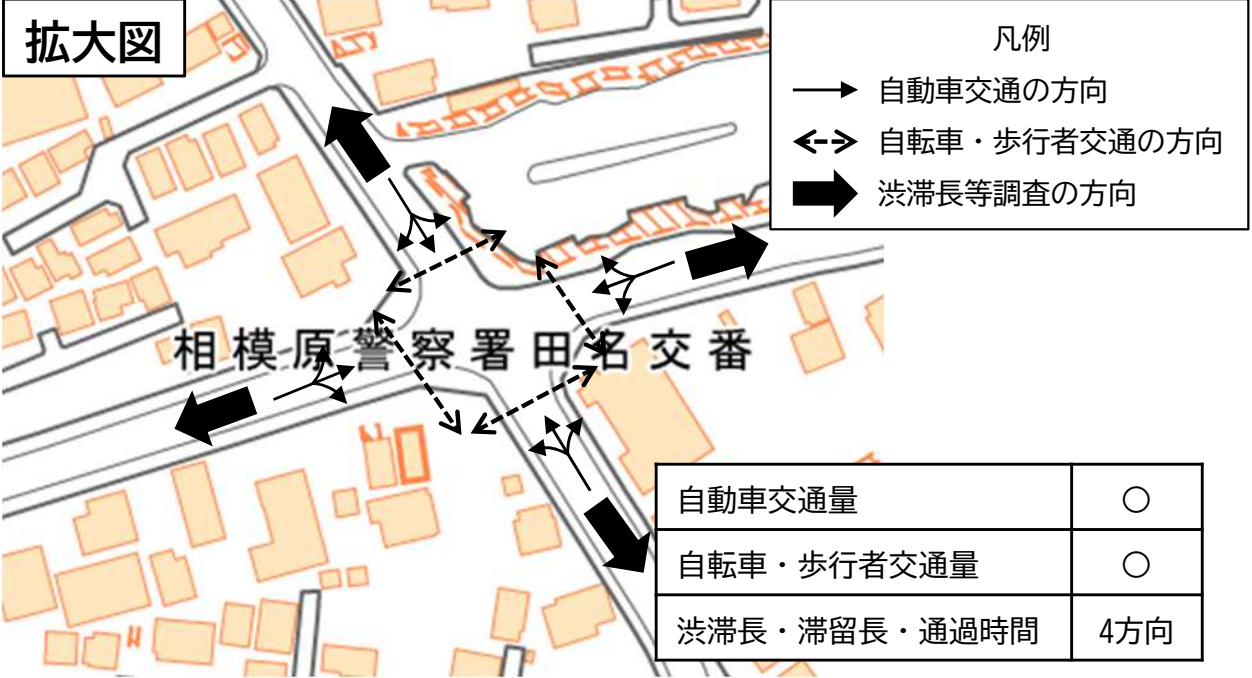 拡大図
凡例
自動車交通の方向
自転車・歩行者交通の方向
渋滞長等調査の方向
相模原警察署田名交番
自動車交通量 ○
自転車・歩行者交通量 ○
渋滞長・滞留長・通過時間 4方向